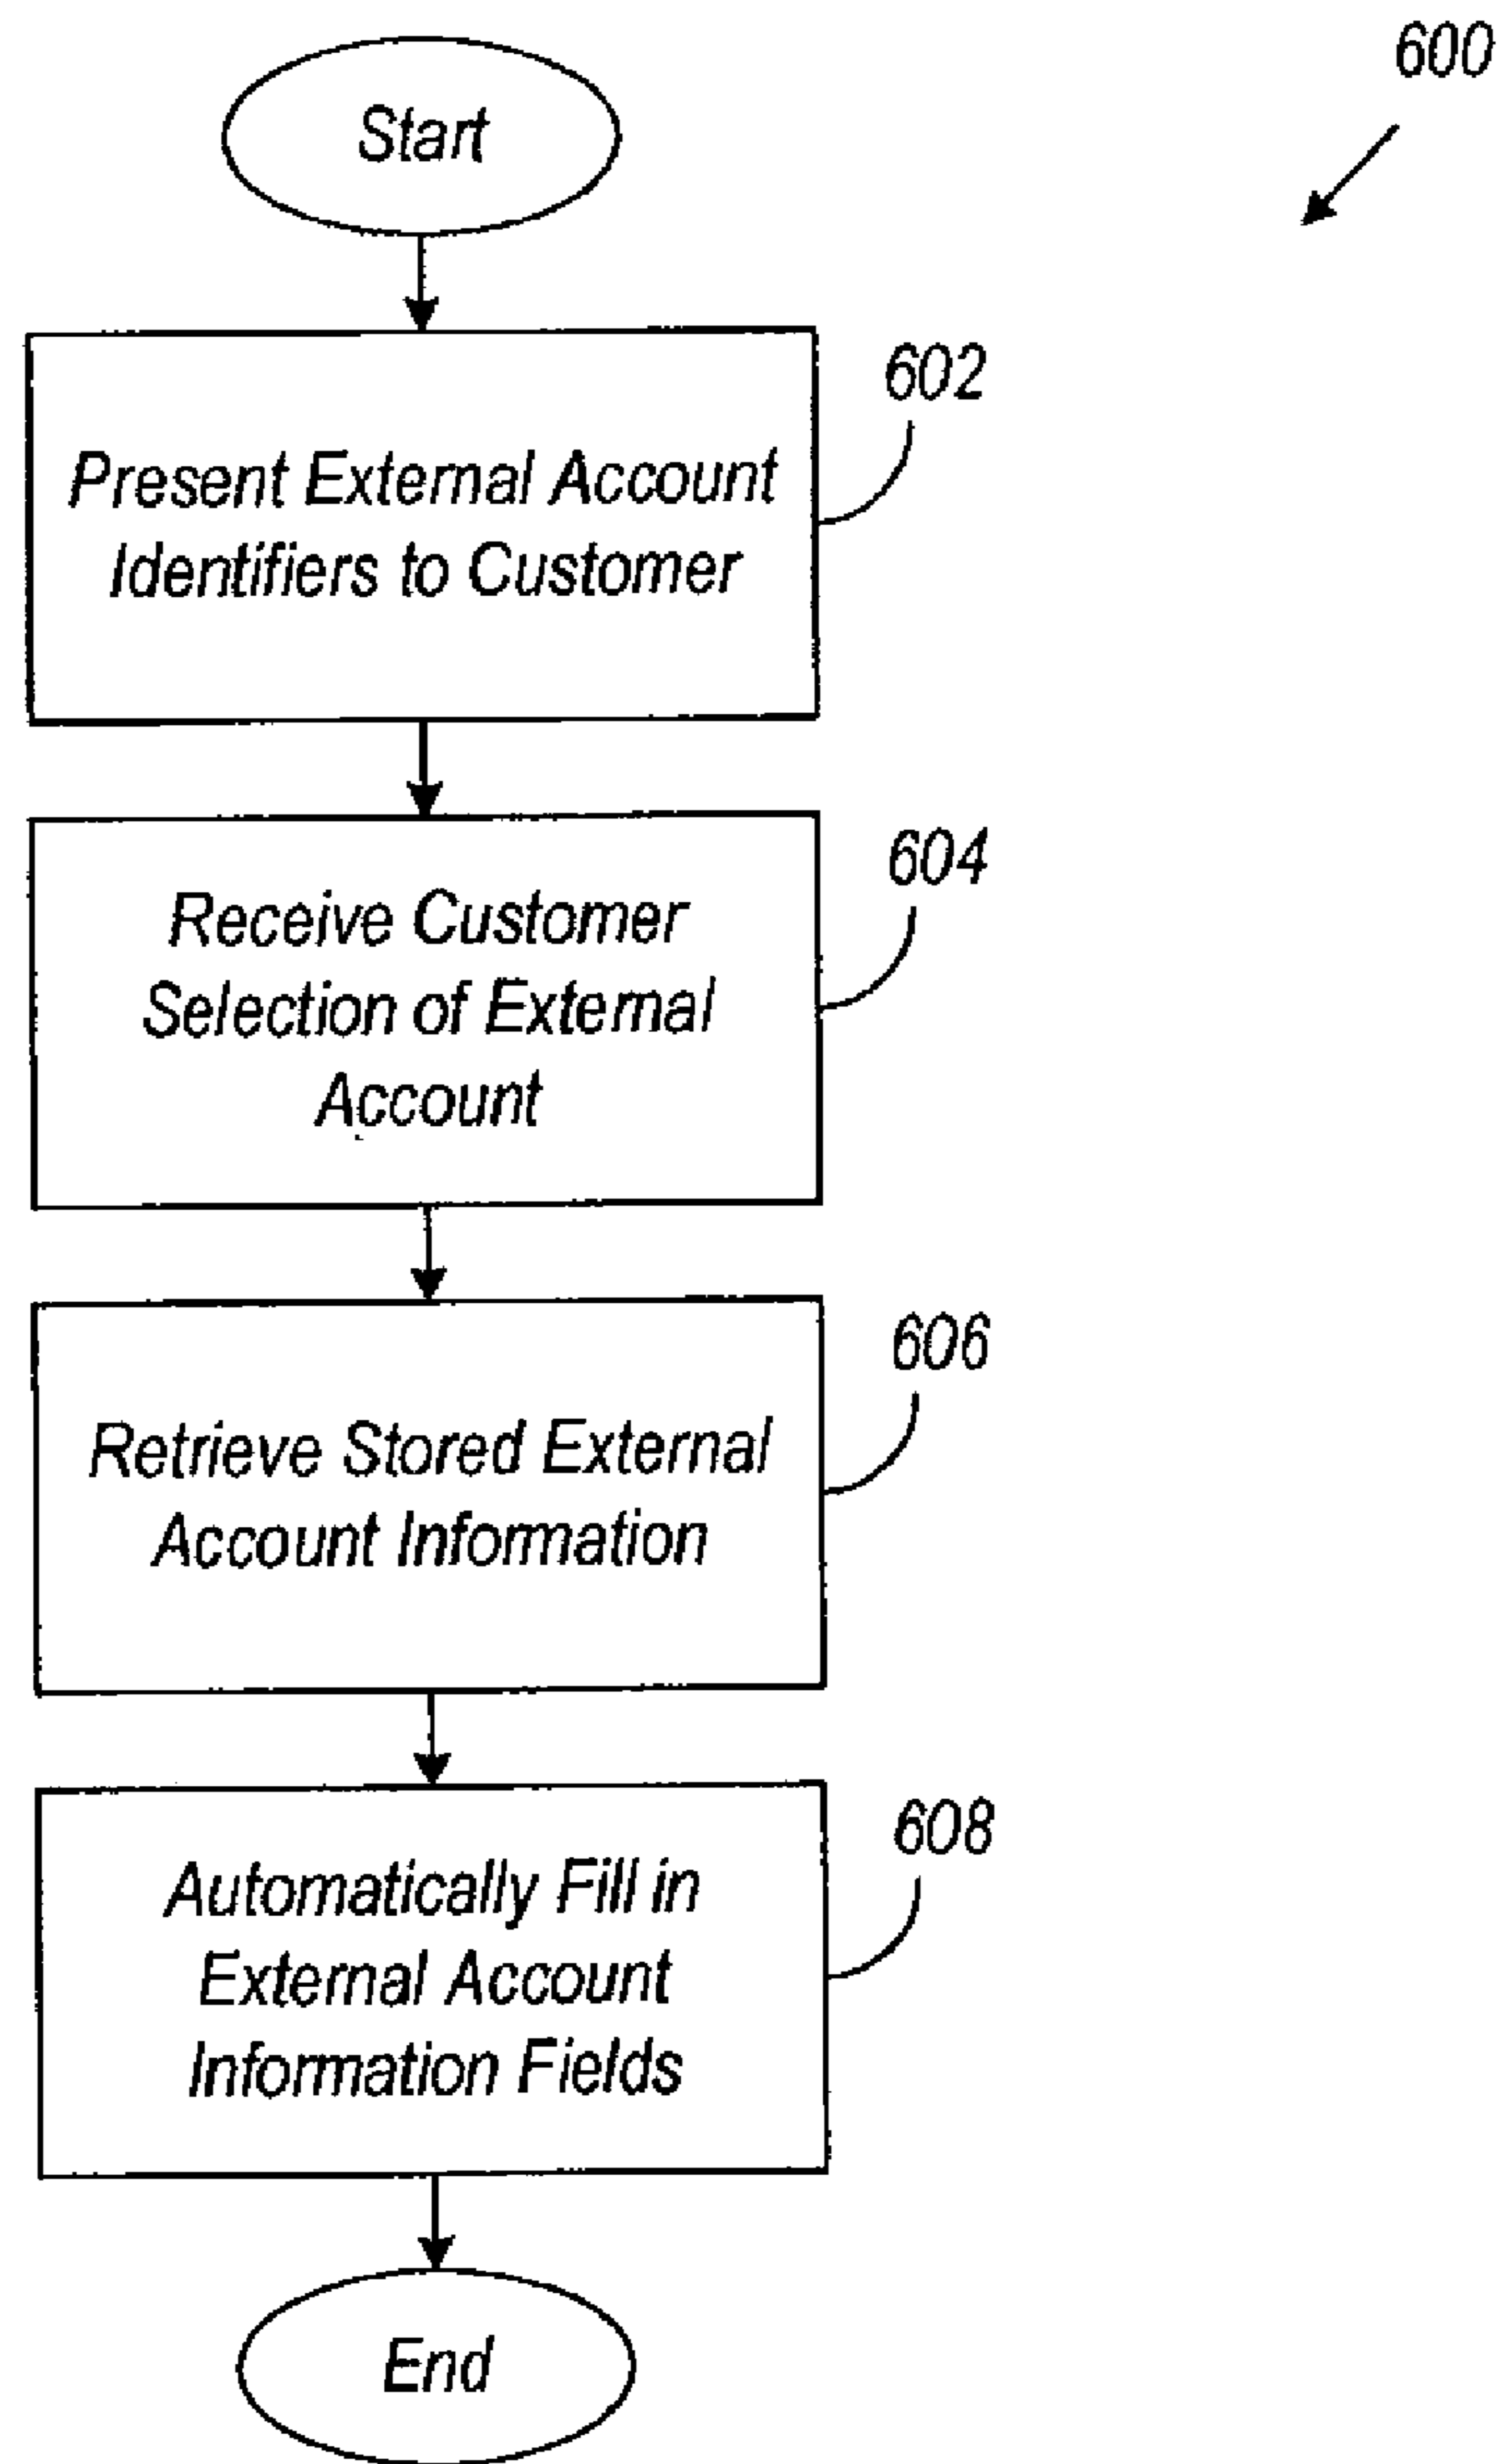 600
Start
602
Present External Account
Identifiers to Customer
604
Receive Customer
Selection of External
Account
606
Retrieve Stored External
Account Information
608
Automatically Fill in
External Account
Information Fields
End